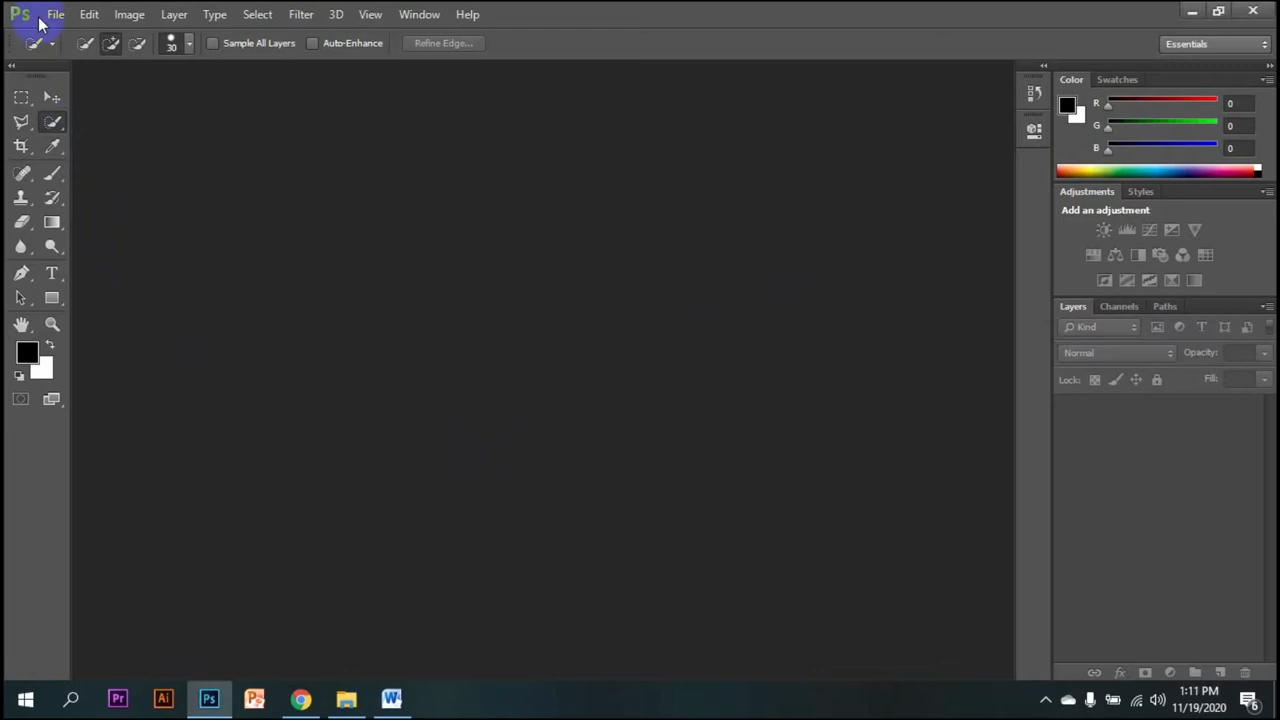 Ps File Edit Image Layer Type Select Filter 3D View Window Help
30 Sample All Layers Auto-Enhance Refine Edge... Essentials
Color Swatches
R 0
G 0
B 0
Adjustments Styles
Add an adjustment
Layers Channels Paths
Kind
Normal Opacity:
Lock: Fill:
T
Pr Ai Ps P W
1:11 PM
11/19/2020
6